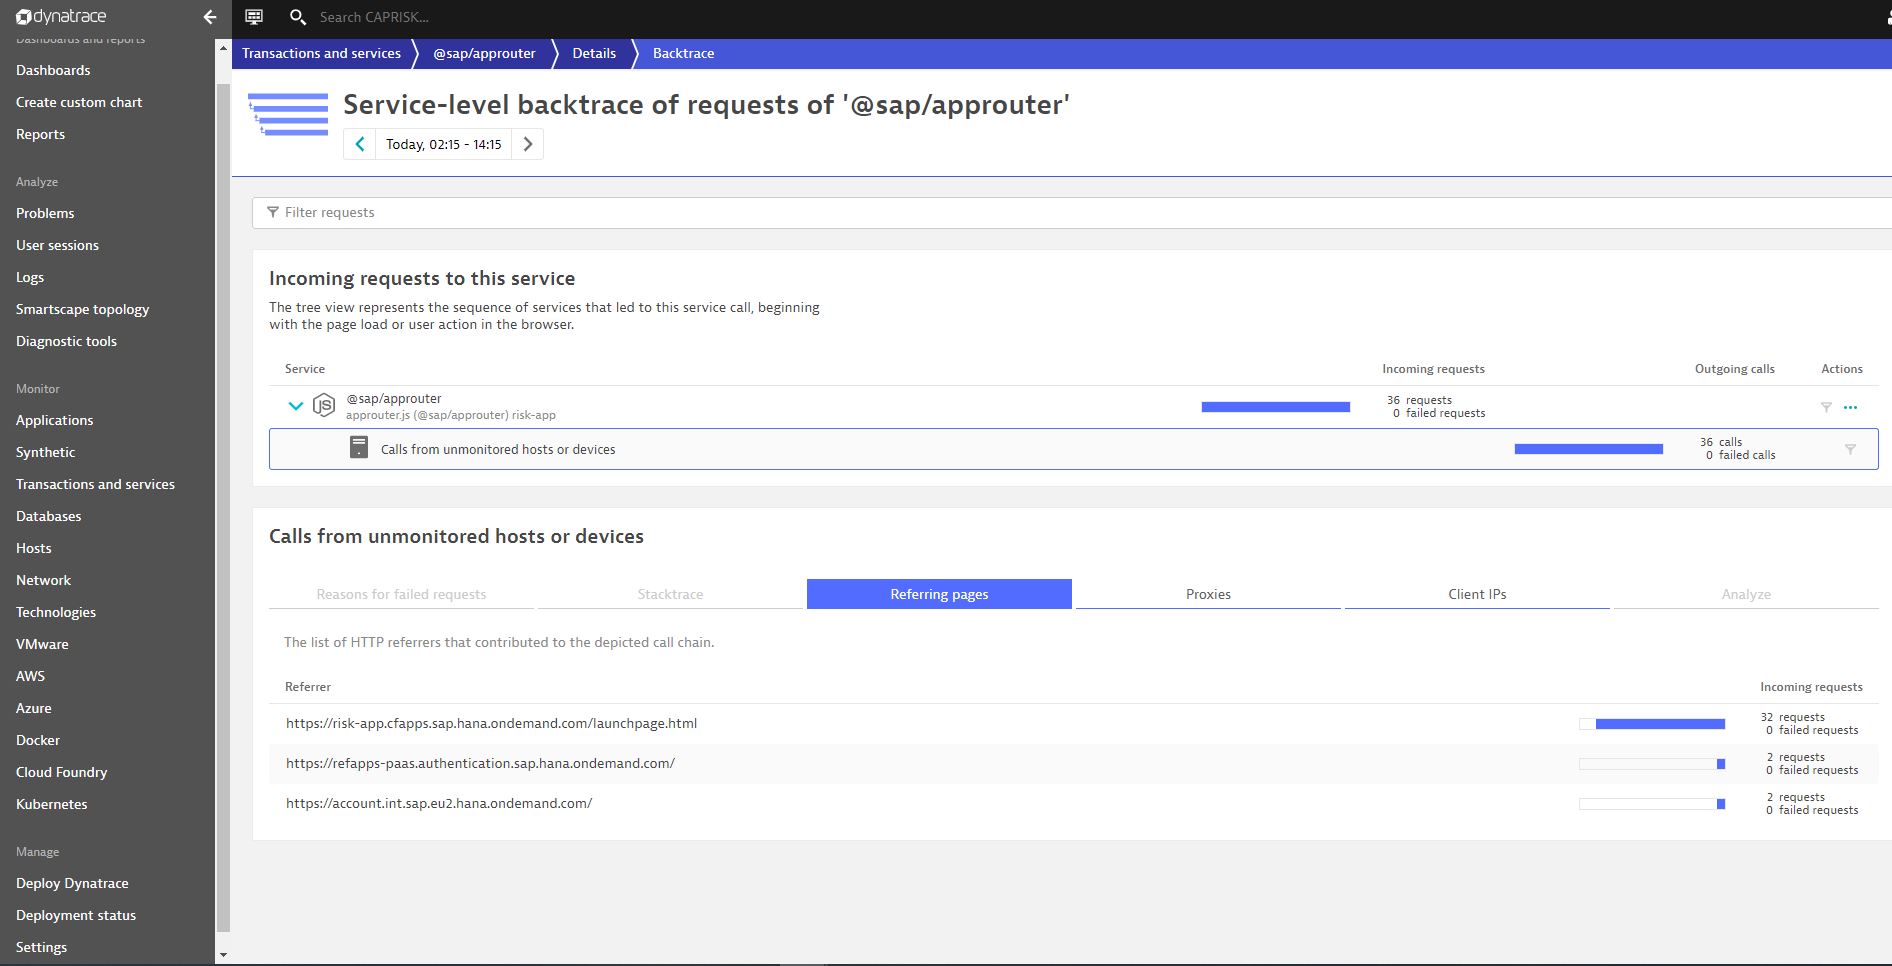 dynatrace
Search CAPRISK...
Dashboards and reports
Dashboards
Create custom chart
Reports
Analyze
Problems
User sessions
Logs
Smartscape topology
Diagnostic tools
Monitor
Applications
Synthetic
Transactions and services
Databases
Hosts
Network
Technologies
VMware
AWS
Azure
Docker
Cloud Foundry
Kubernetes
Manage
Deploy Dynatrace
Deployment status
Settings
Transactions and services @sap/approuter Details Backtrace
Service-level backtrace of requests of '@sap/approuter'
Today, 02:15 - 14:15
Filter requests
Incoming requests to this service
The tree view represents the sequence of services that led to this service call, beginning
with the page load or user action in the browser.
Service Incoming requests Outgoing calls Actions
JS
@sap/approuter
approuter.js (@sap/approuter) risk-app
36 requests
0 failed requests
...
Calls from unmonitored hosts or devices
36 calls
0 failed calls
Calls from unmonitored hosts or devices
Reasons for failed requests Stacktrace Referring pages Proxies Client IPs Analyze
The list of HTTP referrers that contributed to the depicted call chain.
Referrer Incoming requests
https://risk-app.cfapps.sap.hana.ondemand.com/launchpage.html
32 requests
0 failed requests
https://refapps-paas.authentication.sap.hana.ondemand.com/
2 requests
0 failed requests
https://account.int.sap.eu2.hana.ondemand.com/
2 requests
0 failed requests